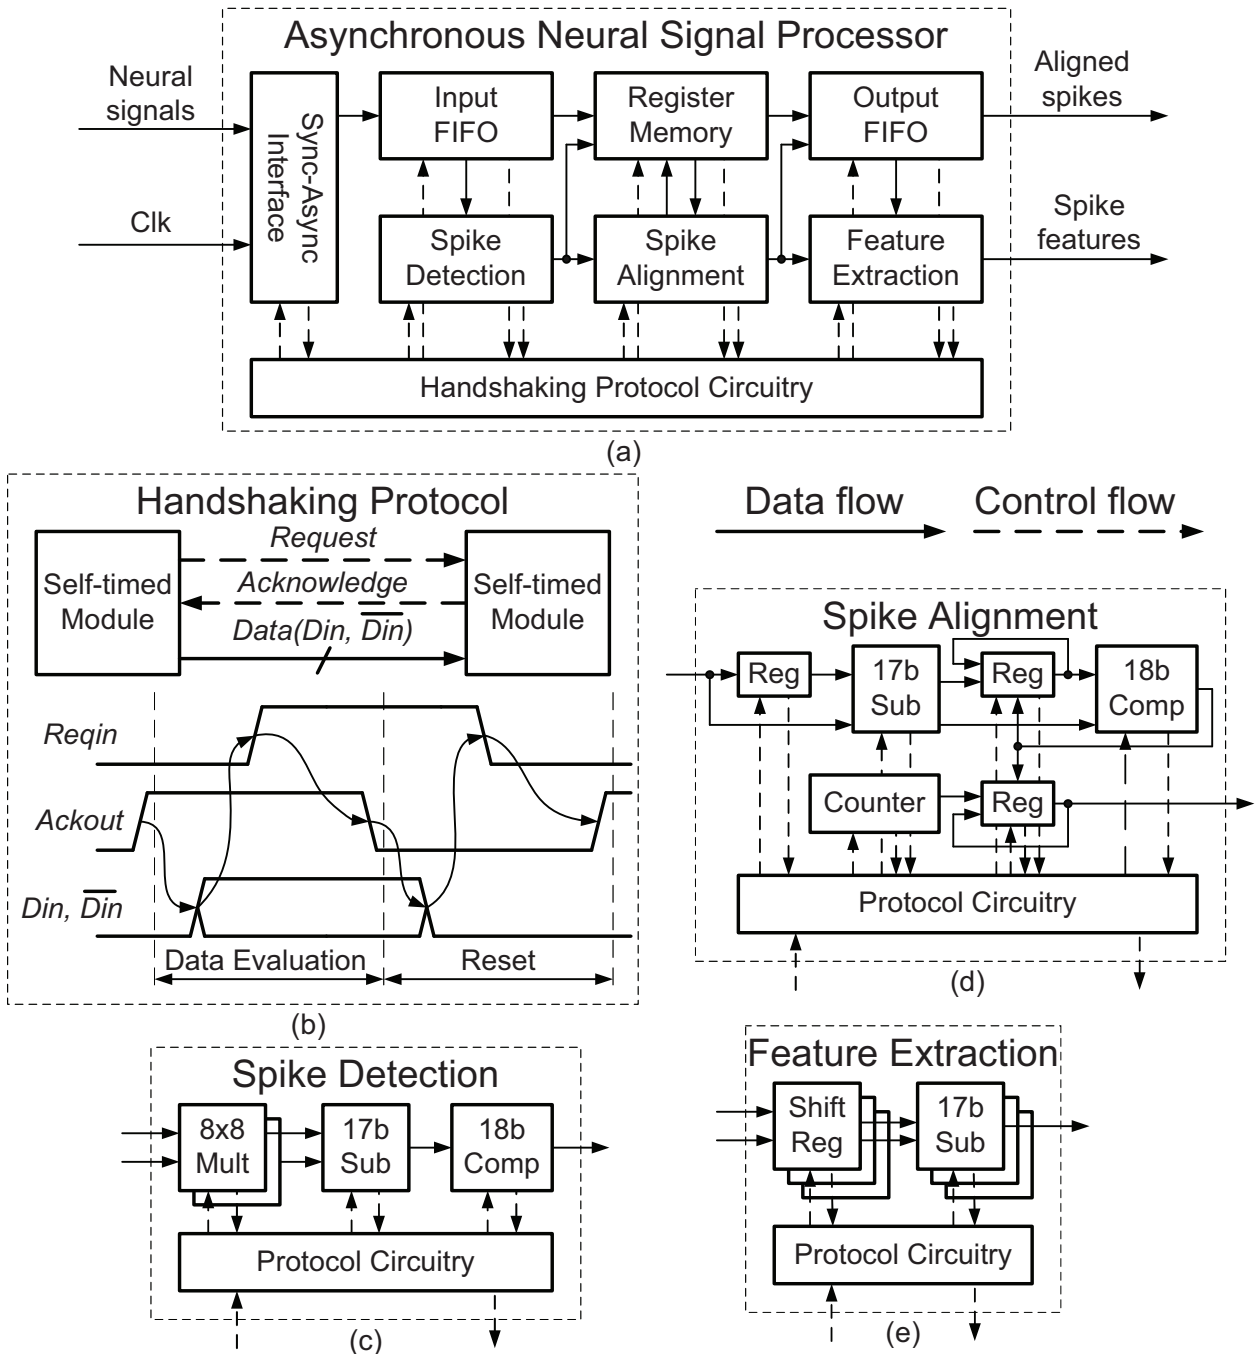 Asynchronous Neural Signal Processor
Neural
signals
Clk
Sync-Async
Interface
Input
FIFO
Register
Memory
Output
FIFO
Aligned
spikes
Spike
Detection
Spike
Alignment
Feature
Extraction
Spike
features
Handshaking Protocol Circuitry
(a)
Handshaking Protocol
Self-timed
Module
Request
Acknowledge
Data(Din, D̅i̅n̅)
Self-timed
Module
Reqin
Ackout
Din, D̅i̅n̅
Data Evaluation
Reset
(b)
Data flow
Control flow
Spike Alignment
Reg
17b
Sub
Reg
18b
Comp
Counter
Reg
Protocol Circuitry
(d)
Spike Detection
8x8
Mult
17b
Sub
18b
Comp
Protocol Circuitry
(c)
Feature Extraction
Shift
Reg
17b
Sub
Protocol Circuitry
(e)